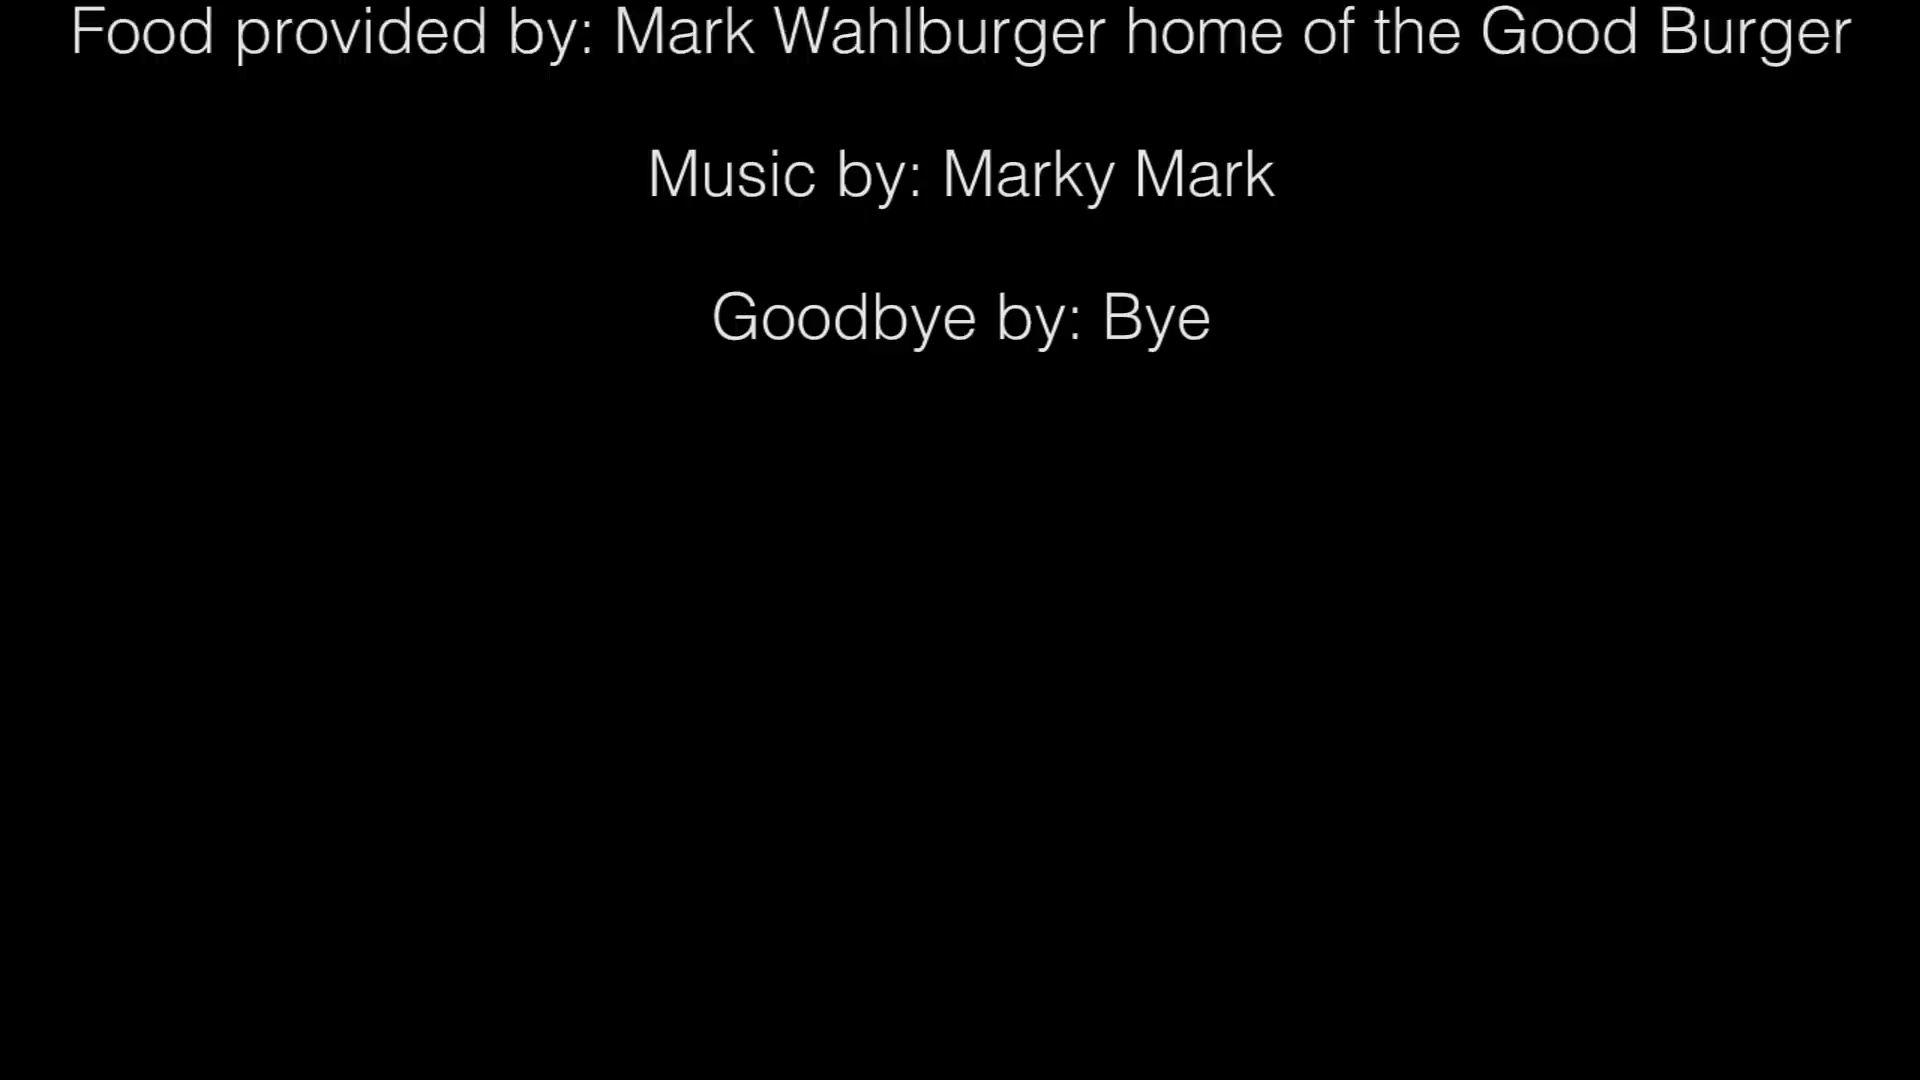 Food provided by: Mark Wahlburger home of the Good Burger
Music by: Marky Mark
Goodbye by: Bye